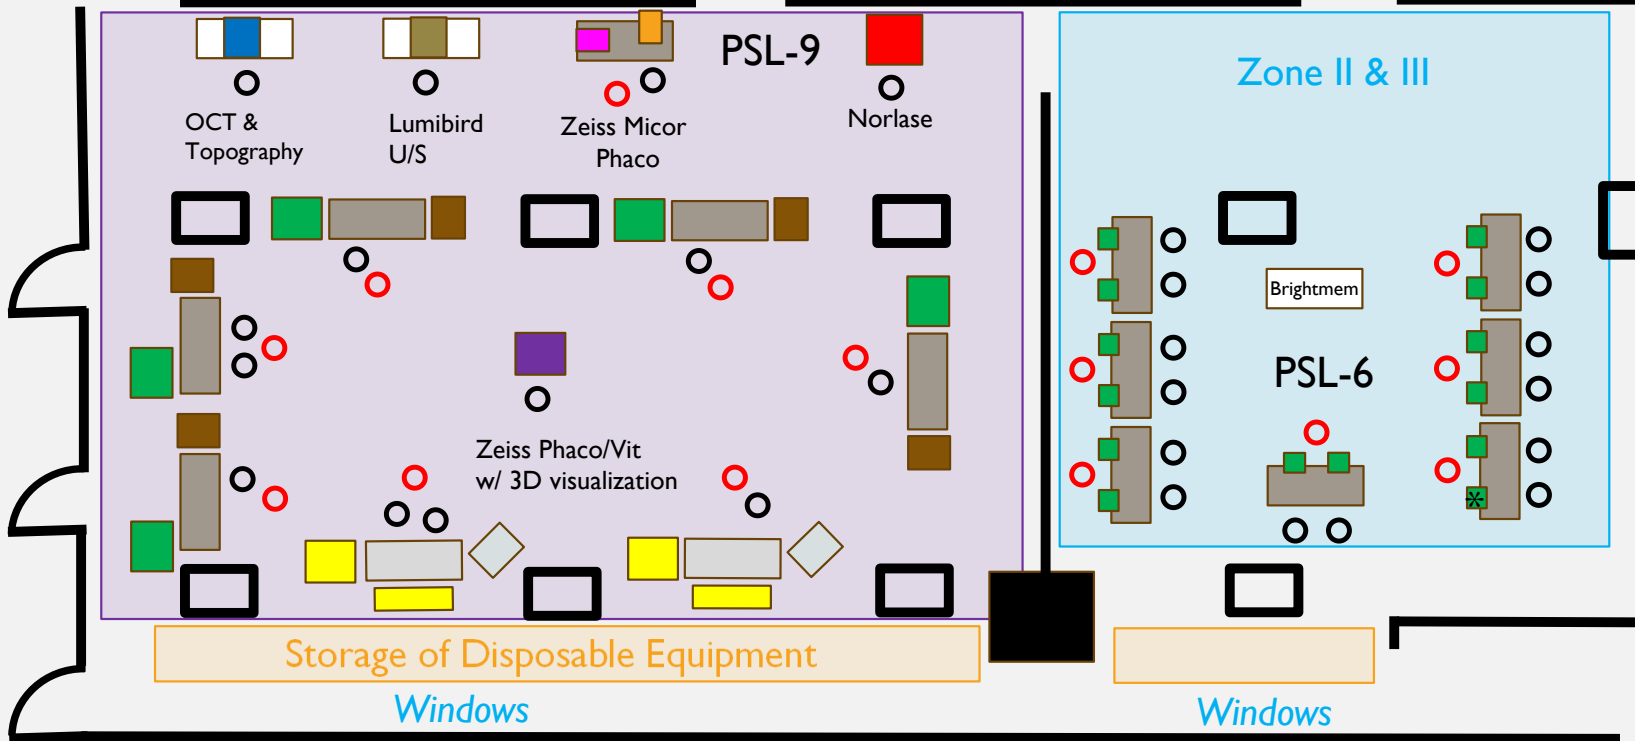 PSL-9
OCT &
Topography
Lumibird
U/S
Zeiss Micor
Phaco
Norlase
Zeiss Phaco/Vit
w/ 3D visualization
Storage of Disposable Equipment
Windows
Zone II & III
Brightmem
PSL-6
*
Windows